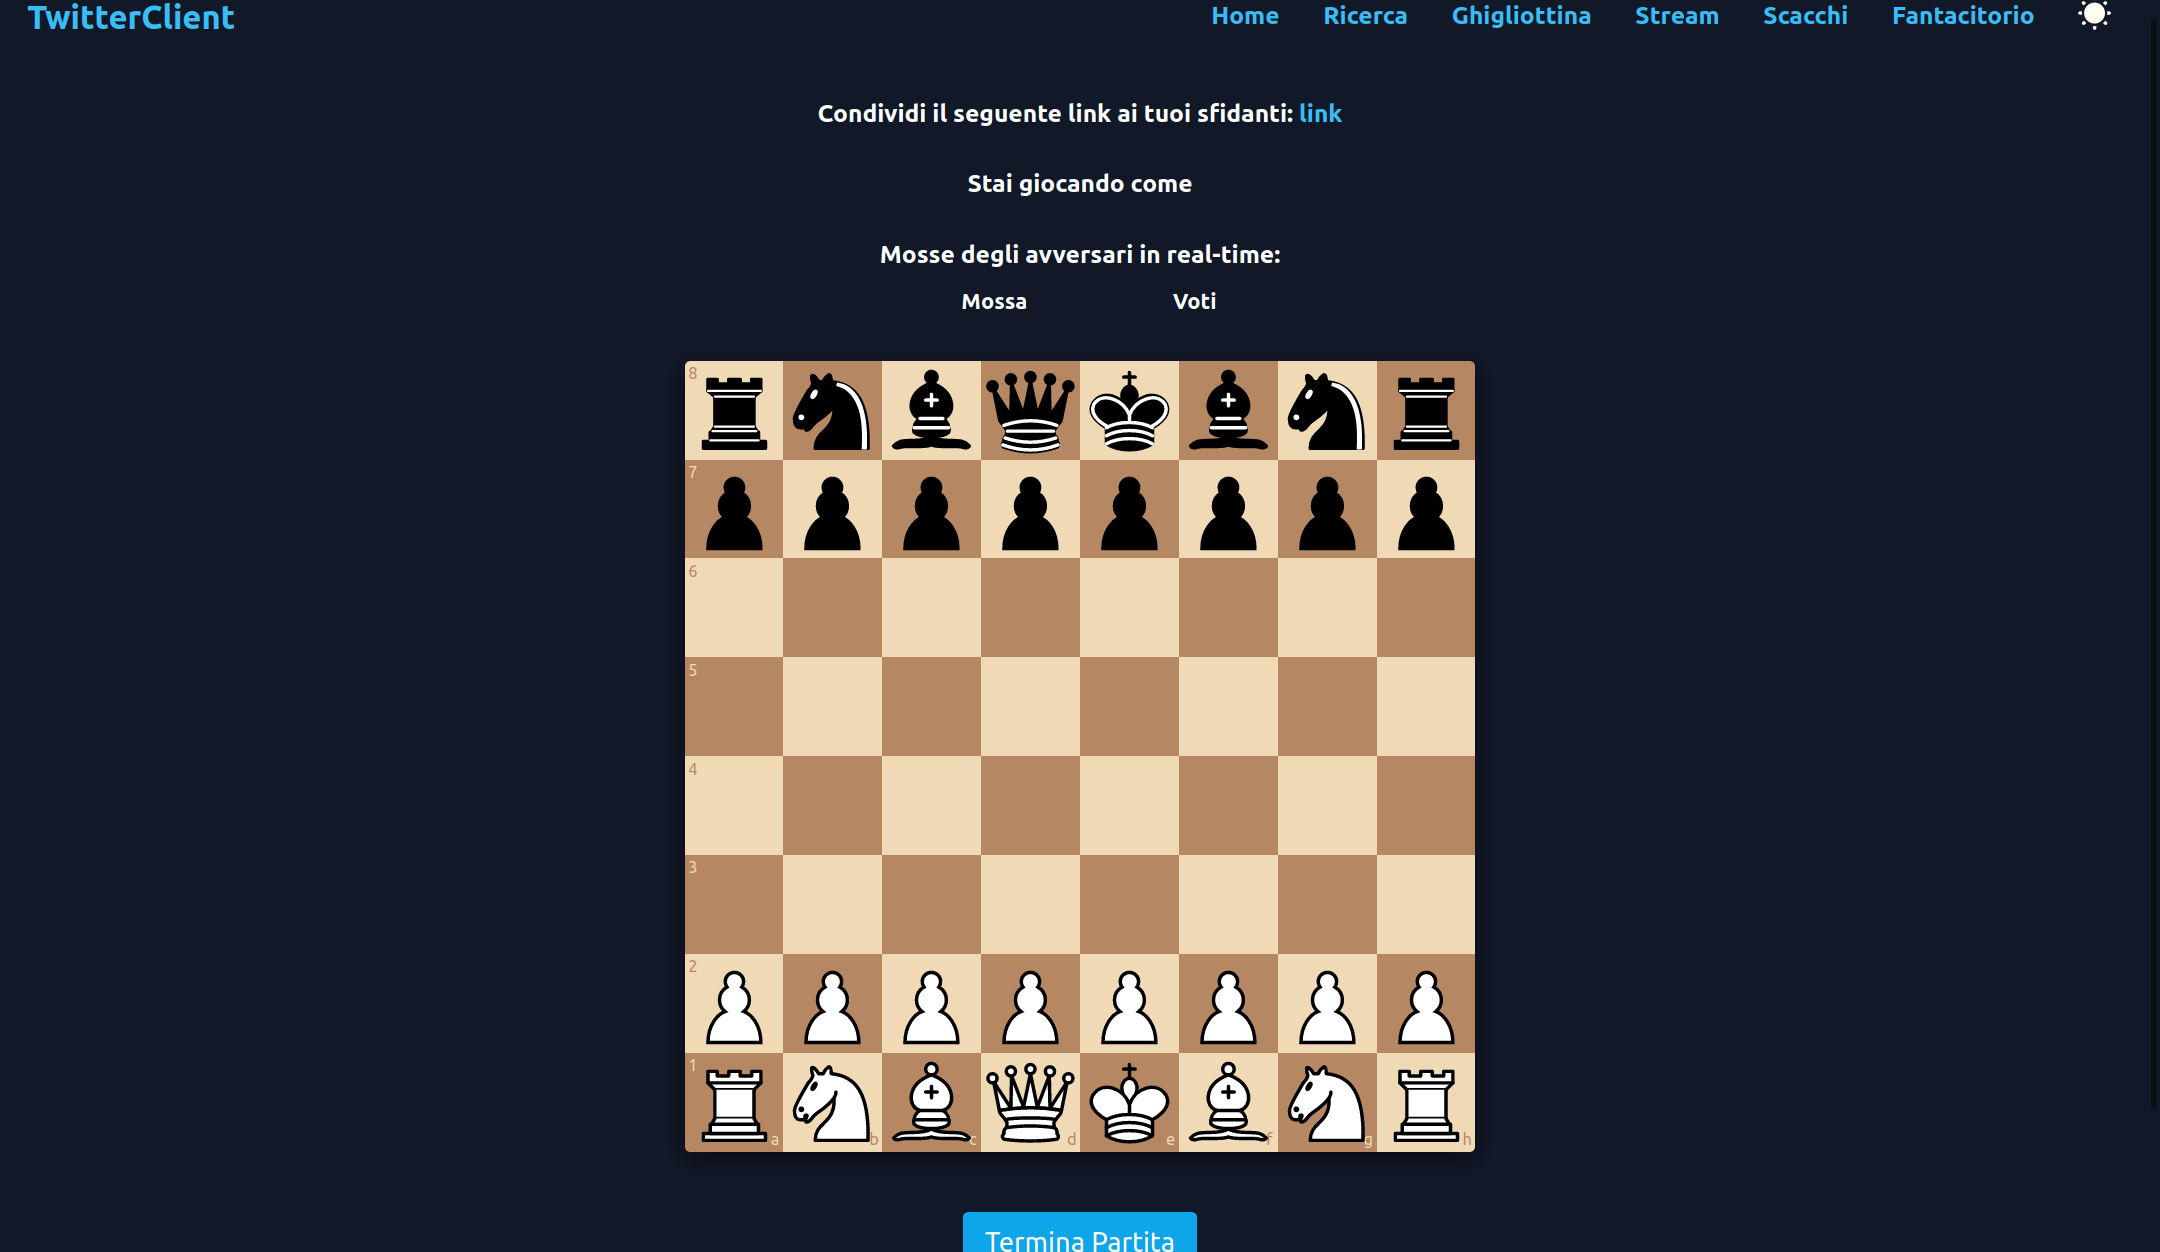 TwitterClient
Home Ricerca Ghigliottina Stream Scacchi Fantacitorio
Condividi il seguente link ai tuoi sfidanti: link
Stai giocando come
Mosse degli avversari in real-time:
Mossa Voti
8
7
6
5
4
3
2
1
a b c d e f g h
Termina Partita